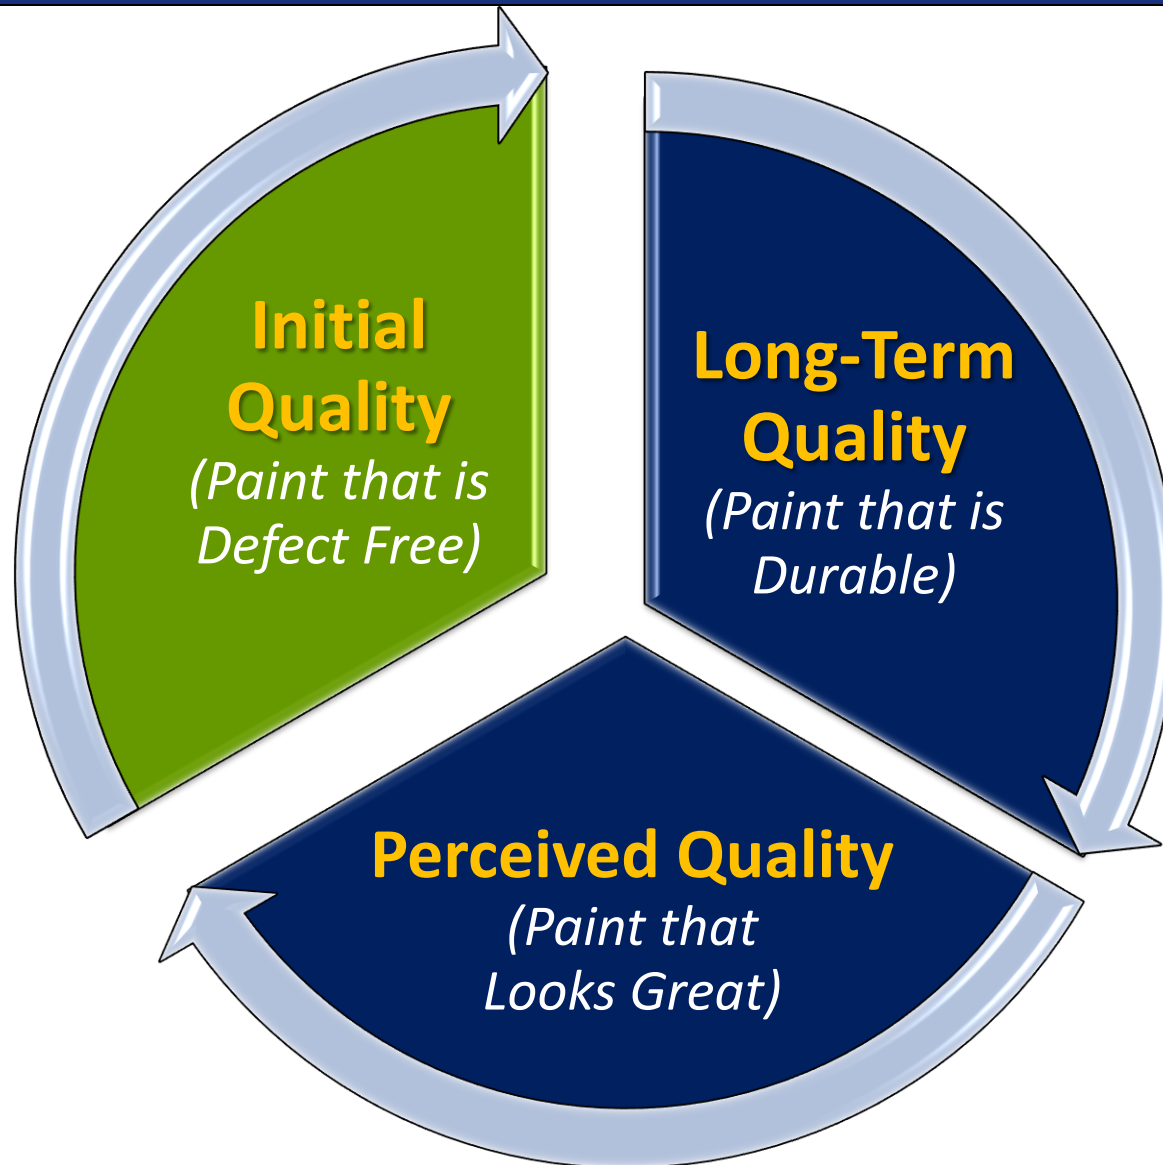 Initial
Quality
(Paint that is
Defect Free)
Long-Term
Quality
(Paint that is
Durable)
Perceived Quality
(Paint that
Looks Great)